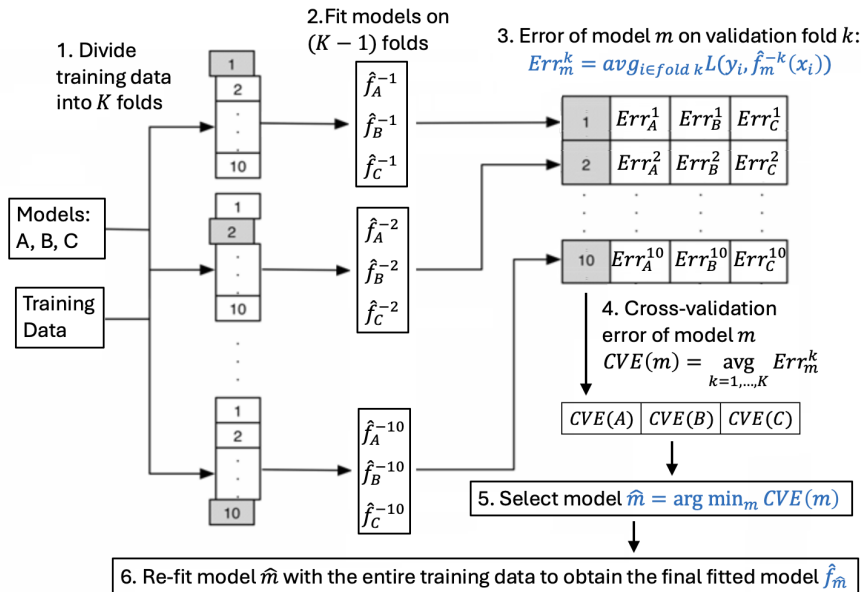 1. Divide
training data
into K folds
2.Fit models on
(K − 1) folds
3. Error of model m on validation fold k:
Err_m^k = avg_{i∈fold k} L(y_i, f̂_m^{−k}(x_i))
Models:
A, B, C
Training
Data
1
2
.
.
.
10
1
2
.
.
.
10
.
.
.
1
2
.
.
.
10
f̂_A^{−1}
f̂_B^{−1}
f̂_C^{−1}
f̂_A^{−2}
f̂_B^{−2}
f̂_C^{−2}
f̂_A^{−10}
f̂_B^{−10}
f̂_C^{−10}
1 Err_A^1 Err_B^1 Err_C^1
2 Err_A^2 Err_B^2 Err_C^2
. . . .
. . . .
. . . .
10 Err_A^{10} Err_B^{10} Err_C^{10}
4. Cross-validation
error of model m
CVE(m) = avg_{k=1,…,K} Err_m^k
CVE(A) CVE(B) CVE(C)
5. Select model m̂ = arg min_m CVE(m)
6. Re-fit model m̂ with the entire training data to obtain the final fitted model f̂_{m̂}